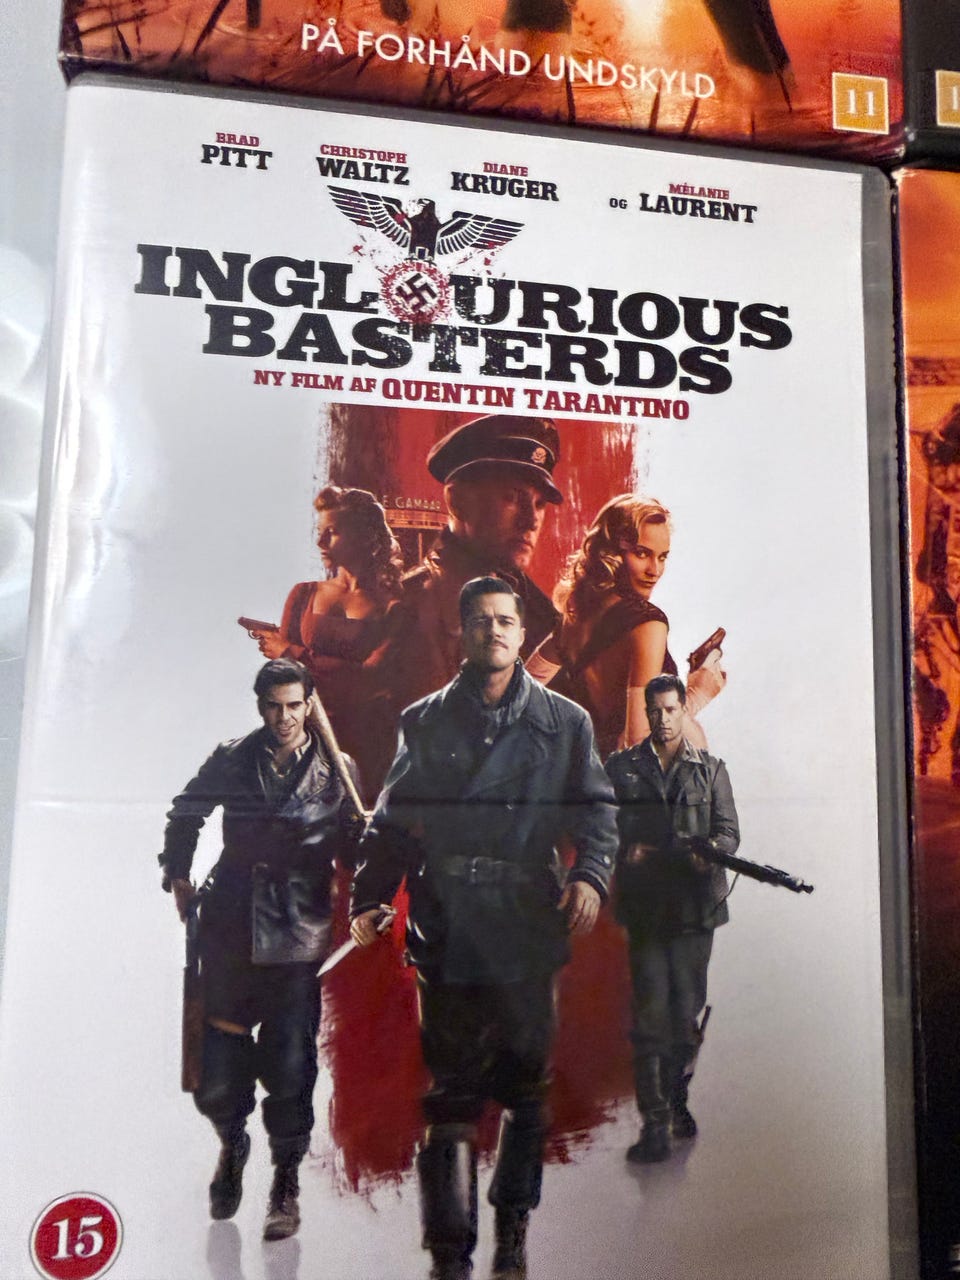 PÅ FORHÅND UNDSKYLD
11
BRAD
PITT
CHRISTOPH
WALTZ
DIANE
KRUGER
OG
MÉLANIE
LAURENT
INGLOURIOUS
BASTERDS
NY FILM AF QUENTIN TARANTINO
E. GAMAAR
15